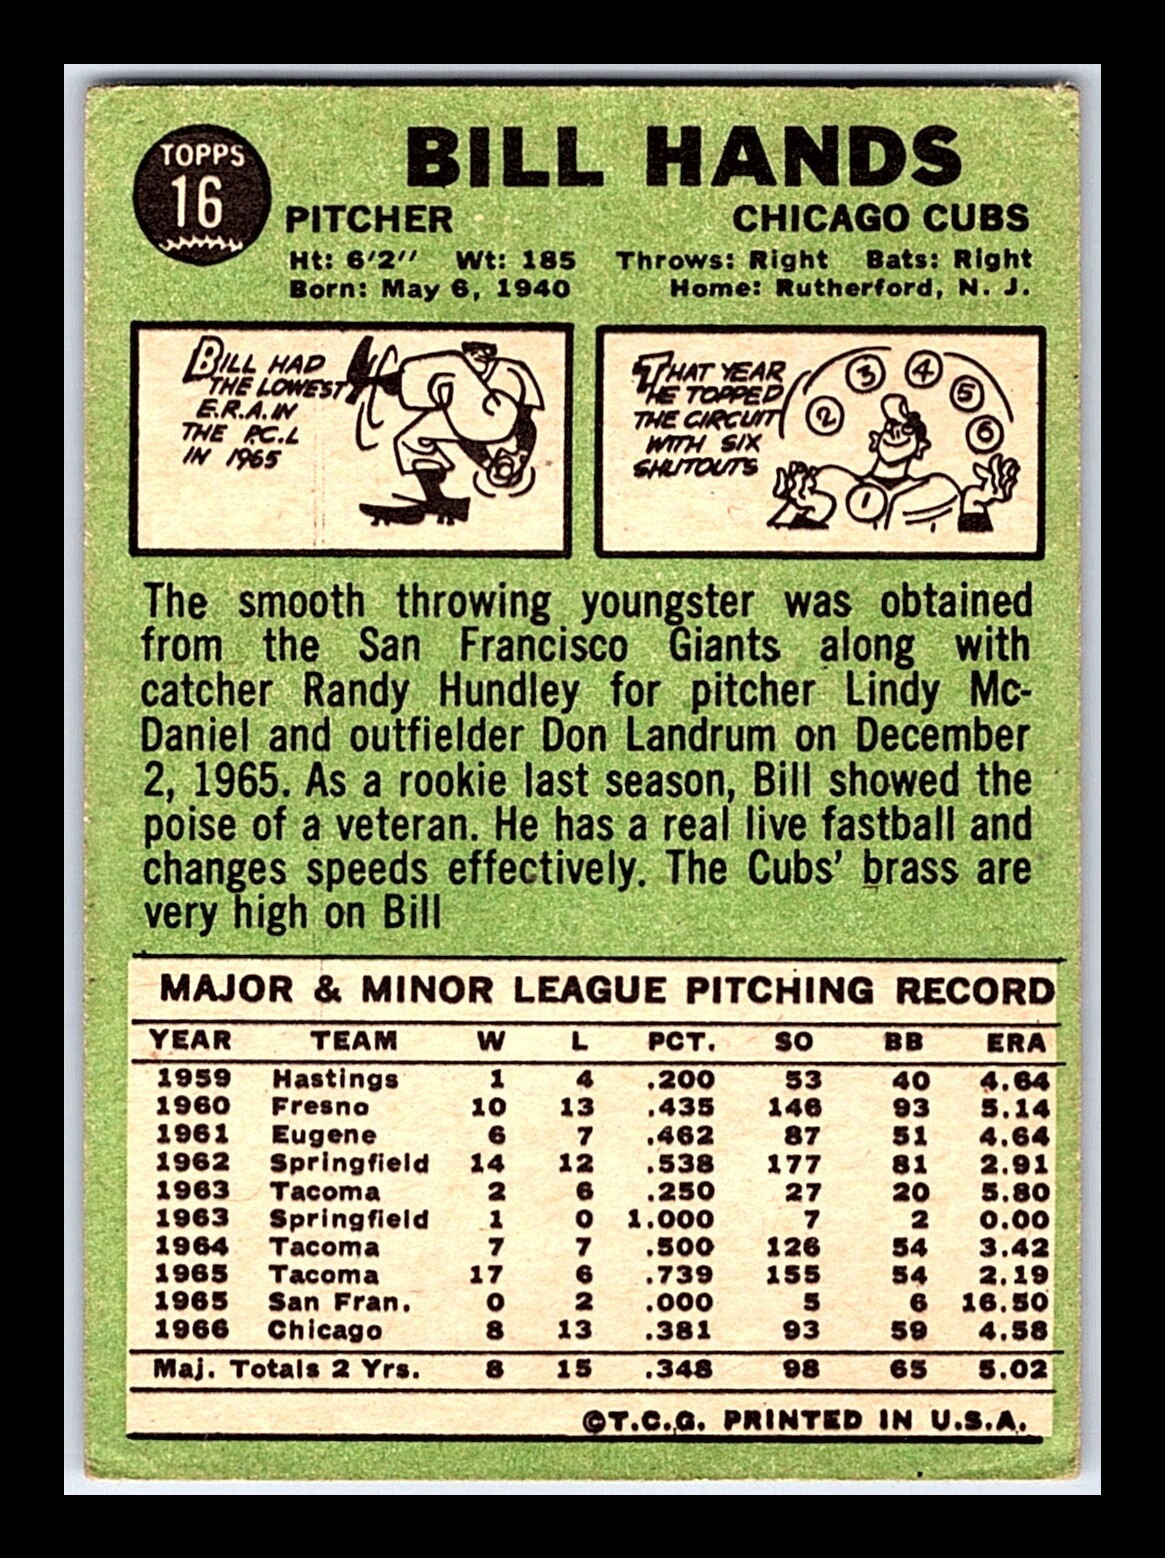 TOPPS
16
BILL HANDS
PITCHER CHICAGO CUBS
Ht: 6'2" Wt: 185 Throws: Right Bats: Right
Born: May 6, 1940 Home: Rutherford, N. J.
BILL HAD
THE LOWEST
E.R.A. IN
THE P.C.L
IN 1965
THAT YEAR
HE TOPPED
THE CIRCUIT
WITH SIX
SHUTOUTS
1
2
3
4
5
6
The smooth throwing youngster was obtained
from the San Francisco Giants along with
catcher Randy Hundley for pitcher Lindy Mc-
Daniel and outfielder Don Landrum on December
2, 1965. As a rookie last season, Bill showed the
poise of a veteran. He has a real live fastball and
changes speeds effectively. The Cubs' brass are
very high on Bill
MAJOR & MINOR LEAGUE PITCHING RECORD
YEAR TEAM W L PCT. SO BB ERA
1959 Hastings 1 4 .200 53 40 4.64
1960 Fresno 10 13 .435 146 93 5.14
1961 Eugene 6 7 .462 87 51 4.64
1962 Springfield 14 12 .538 177 81 2.91
1963 Tacoma 2 6 .250 27 20 5.80
1963 Springfield 1 0 1.000 7 2 0.00
1964 Tacoma 7 7 .500 126 54 3.42
1965 Tacoma 17 6 .739 155 54 2.19
1965 San Fran. 0 2 .000 5 6 16.50
1966 Chicago 8 13 .381 93 59 4.58
Maj. Totals 2 Yrs. 8 15 .348 98 65 5.02
©T.C.G. PRINTED IN U.S.A.